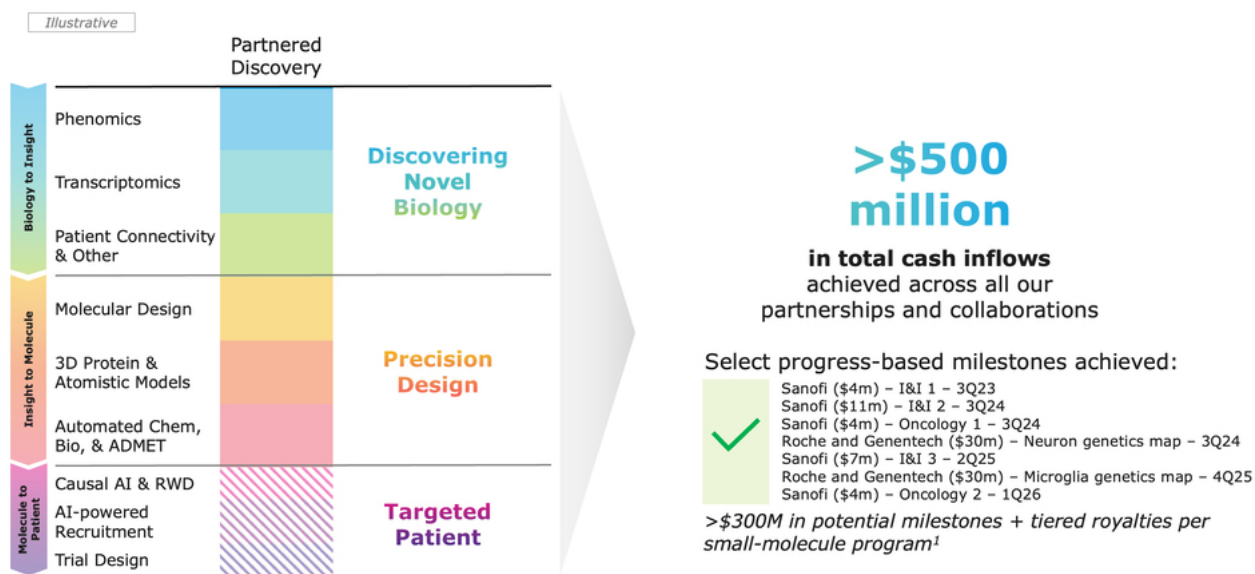 Illustrative
Partnered
Discovery
Biology to Insight
Phenomics
Transcriptomics
Patient Connectivity
& Other
Discovering
Novel
Biology
Insight to Molecule
Molecular Design
3D Protein &
Atomistic Models
Automated Chem,
Bio, & ADMET
Precision
Design
Molecule to
Patient
Causal AI & RWD
AI-powered
Recruitment
Trial Design
Targeted
Patient
>$500
million
in total cash inflows
achieved across all our
partnerships and collaborations
Select progress-based milestones achieved:
Sanofi ($4m) – I&I 1 – 3Q23
Sanofi ($11m) – I&I 2 – 3Q24
Sanofi ($4m) – Oncology 1 – 3Q24
Roche and Genentech ($30m) – Neuron genetics map – 3Q24
Sanofi ($7m) – I&I 3 – 2Q25
Roche and Genentech ($30m) – Microglia genetics map – 4Q25
Sanofi ($4m) – Oncology 2 – 1Q26
>$300M in potential milestones + tiered royalties per
small-molecule program¹